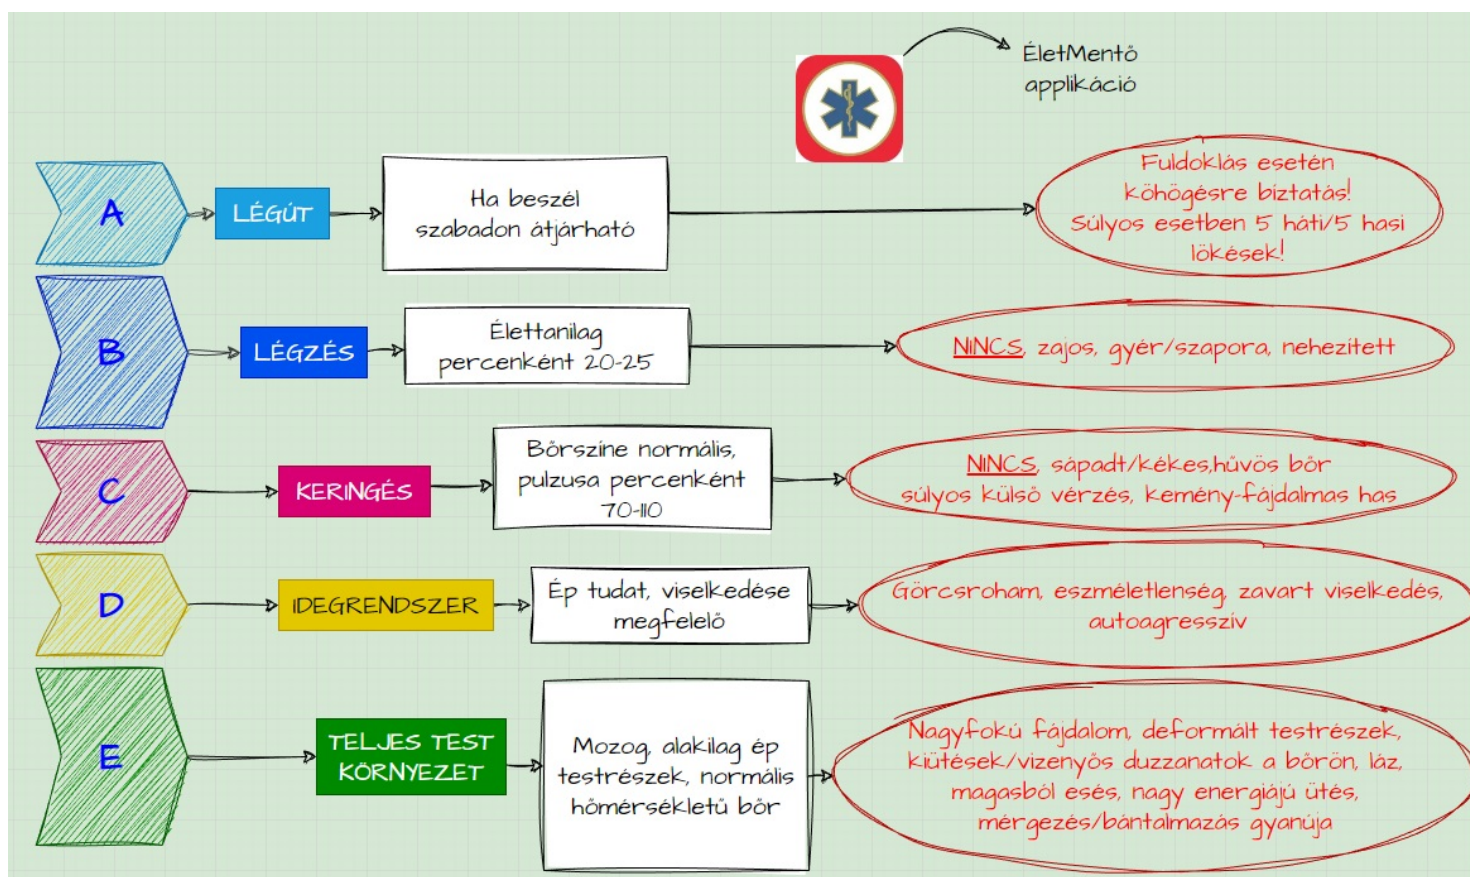 ÉletMentő
applikáció
A
LÉGÚT
Ha beszél
szabadon átjárható
Fuldoklás esetén
köhögésre biztatás!
Súlyos esetben 5 háti/5 hasi
lökések!
B
LÉGZÉS
Élettanilag
percenként 20-25
NINCS, zajos, gyér/szapora, nehezített
C
KERINGÉS
Bőrszíne normális,
pulzusa percenként
70-110
NINCS, sápadt/kékes,hűvös bőr
súlyos külső vérzés, kemény-fájdalmas has
D
IDEGRENDSZER
Ép tudat, viselkedése
megfelelő
Görcsroham, eszméletlenség, zavart viselkedés,
autoagresszív
E
TELJES TEST
KÖRNYEZET
Mozog, alakilag ép
testrészek, normális
hőmérsékletű bőr
Nagyfokú fájdalom, deformált testrészek,
kiütések/vizenyős duzzanatok a bőrön, láz,
magasból esés, nagy energiájú ütés,
mérgezés/bántalmazás gyanúja